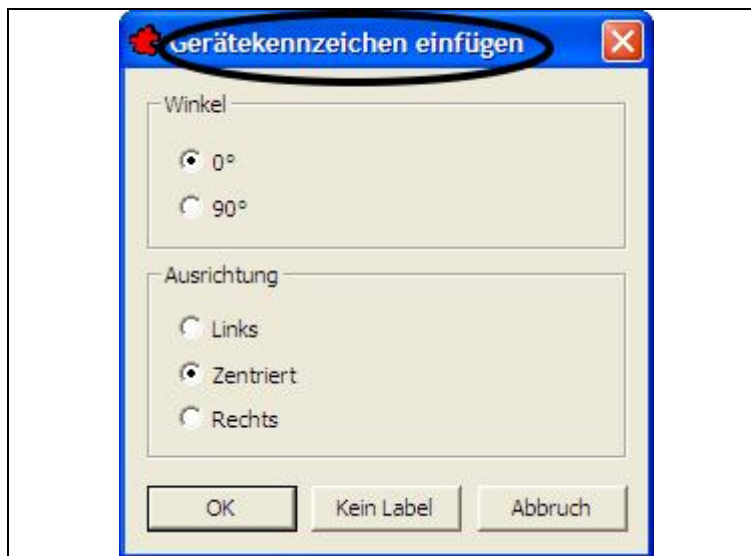 Gerätekennzeichen einfügen
Winkel
0°
90°
Ausrichtung
Links
Zentriert
Rechts
OK Kein Label Abbruch